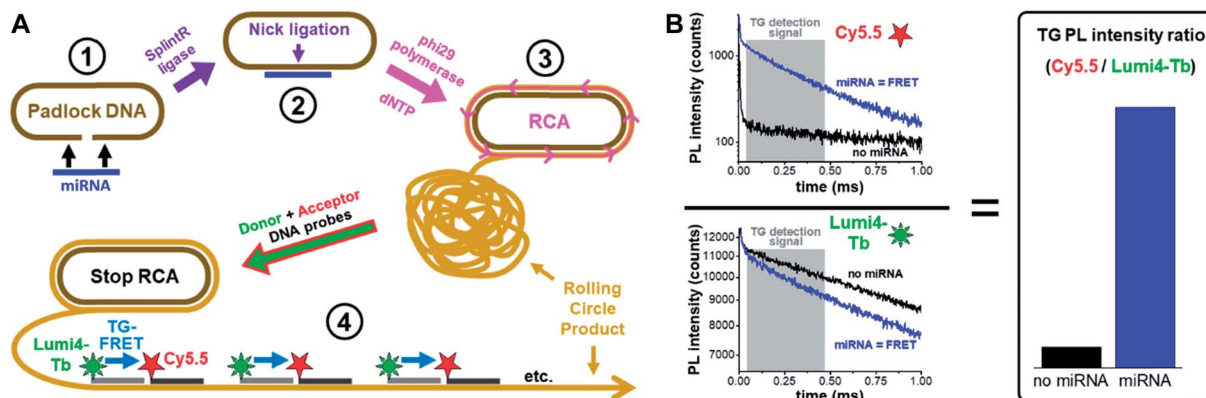 A
1
Padlock DNA
miRNA
SplintR
ligase
Nick ligation
2
phi29
polymerase
dNTP
3
RCA
Donor + Acceptor
DNA probes
Stop RCA
4
Rolling
Circle
Product
Lumi4-
Tb
TG-
FRET
Cy5.5
etc.
B
PL intensity (counts)
1000
100
TG detection
signal
Cy5.5
miRNA = FRET
no miRNA
0.00 0.25 0.50 0.75 1.00
time (ms)
PL intensity (counts)
12000
11000
10000
9000
8000
7000
TG detection
signal
Lumi4-
Tb
no miRNA
miRNA = FRET
0.00 0.25 0.50 0.75 1.00
time (ms)
=
TG PL intensity ratio
(Cy5.5 / Lumi4-Tb)
no miRNA miRNA